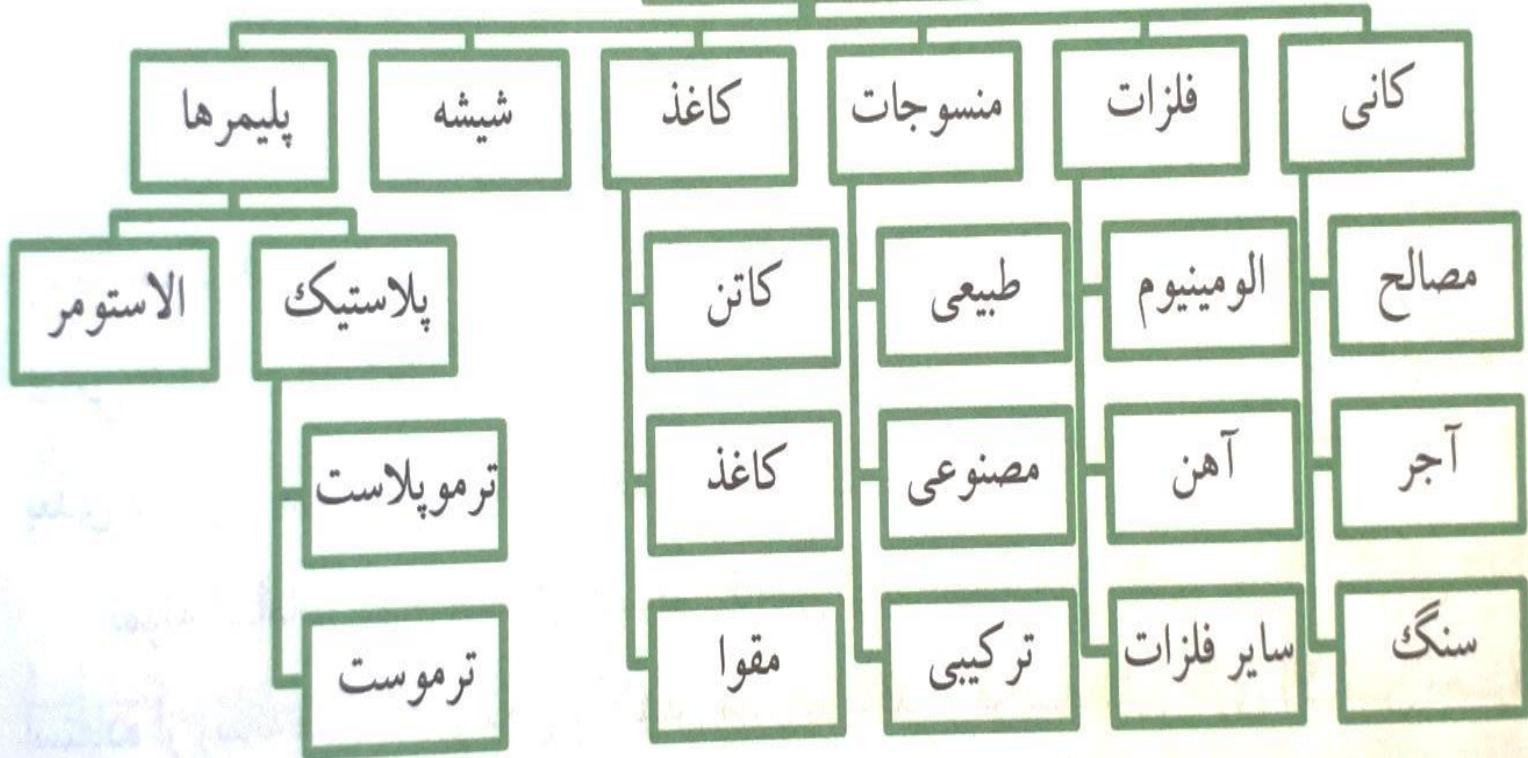 کانی
فلزات
منسوجات
کاغذ
شیشه
پلیمرها
مصالح
الومینیوم
طبیعی
کاتن
پلاستیک
الاستومر
آجر
آهن
مصنوعی
کاغذ
ترموپلاست
سنگ
سایر فلزات
ترکیبی
مقوا
ترموست